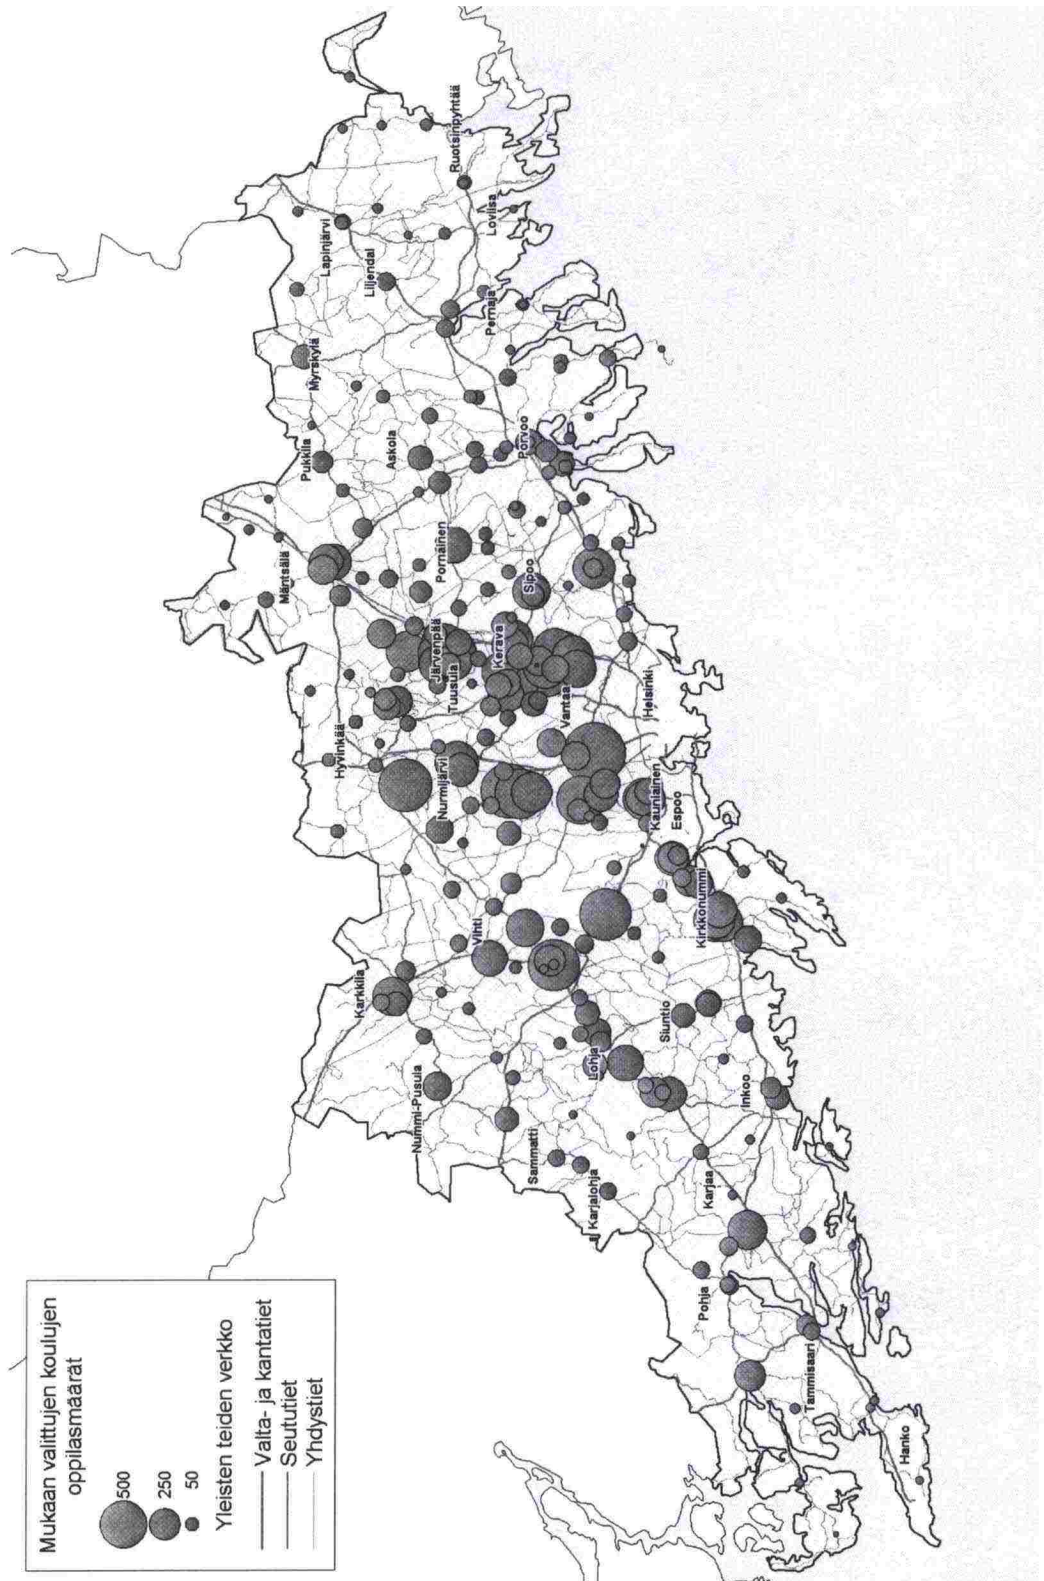 Mukaan valittujen koulujen
oppilasmäärät
500
250
50
Yleisten teiden verkko
Valta- ja kantatiet
Seututiet
Yhdystiet
Hanko
Tammisaari
Pohja
Karjaa
Karjalohja
Sammatti
Inkoo
Nummi-Pusula
Lohja
Siuntio
Karkkila
Vihti
Kirkkonummi
Espoo
Kauniainen
Nurmijärvi
Hyvinkää
Helsinki
Vantaa
Tuusula
Järvenpää
Kerava
Sipoo
Mäntsälä
Pornainen
Porvoo
Askola
Pukkila
Myrskylä
Pernaja
Liljendal
Lapinjärvi
Loviisa
Ruotsinpyhtää